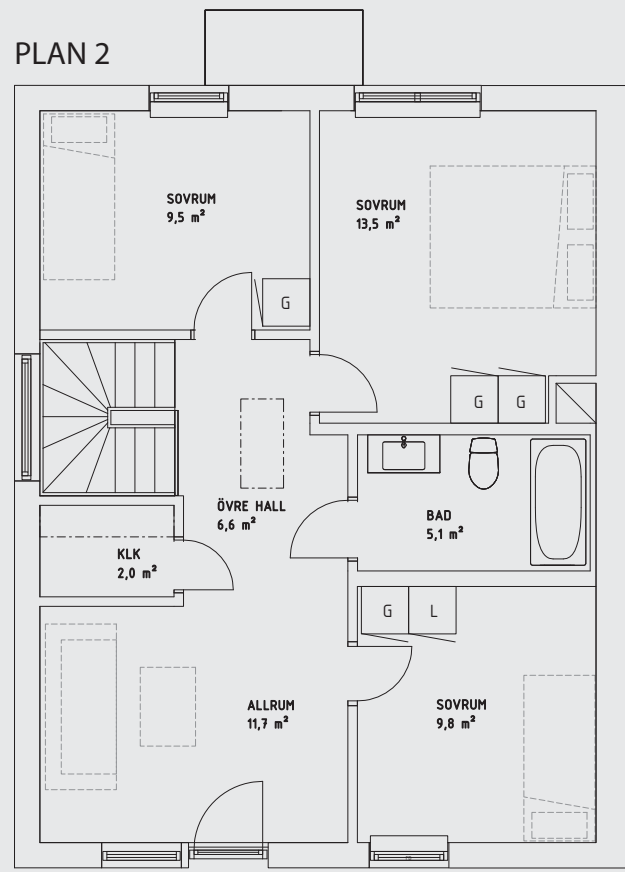 PLAN 2
SOVRUM
9,5 m²
SOVRUM
13,5 m²
G
G G
ÖVRE HALL
6,6 m²
BAD
5,1 m²
KLK
2,0 m²
G L
ALLRUM
11,7 m²
SOVRUM
9,8 m²